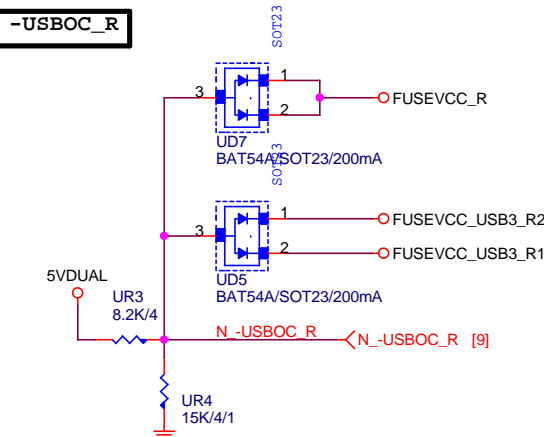 -USBOC_R
SOT23
1
3
2
FUSEVCC_R
UD7
BAT54A/SOT23/200mA
SOT23
1
3
2
FUSEVCC_USB3_R2
FUSEVCC_USB3_R1
UD5
BAT54A/SOT23/200mA
5VDUAL
UR3
8.2K/4
N_-USBOC_R
N_-USBOC_R [9]
UR4
15K/4/1